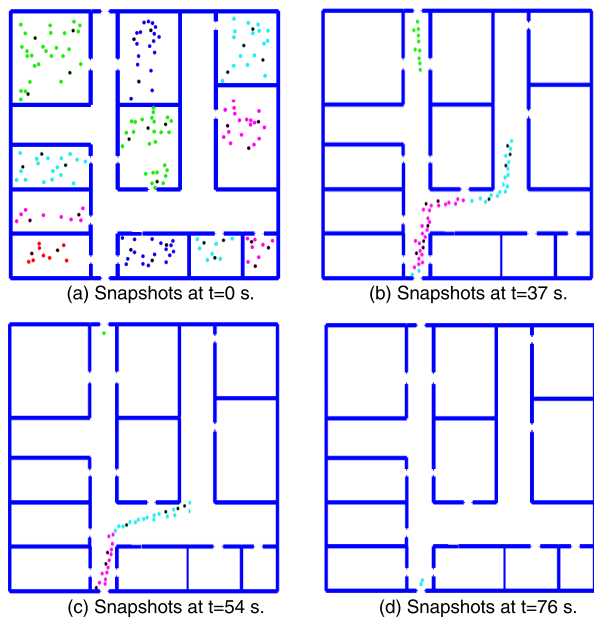 (a) Snapshots at t=0 s.
(b) Snapshots at t=37 s.
(c) Snapshots at t=54 s.
(d) Snapshots at t=76 s.